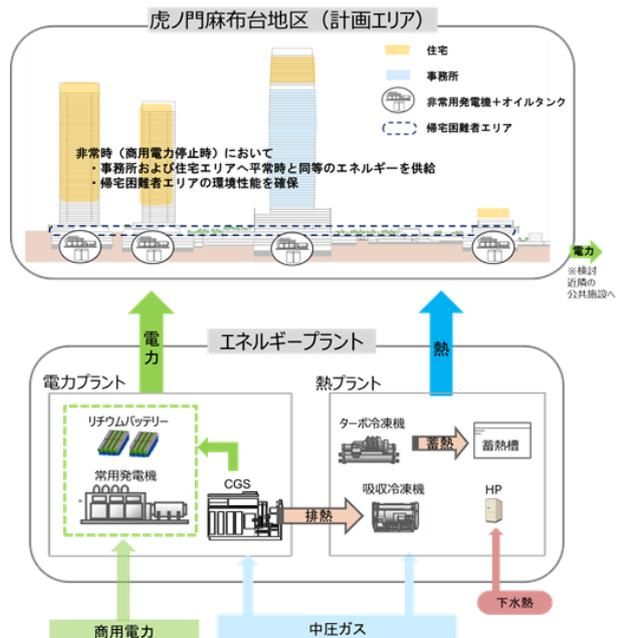 虎ノ門麻布台地区（計画エリア）
住宅
事務所
非常用発電機＋オイルタンク
帰宅困難者エリア
非常時（商用電力停止時）において
・事務所および住宅エリアへ平常時と同等のエネルギーを供給
・帰宅困難者エリアの環境性能を確保
電力
※検討
近隣の
公共施設へ
電力
熱
エネルギープラント
電力プラント
熱プラント
リチウムバッテリー
常用発電機
CGS
排熱
ターボ冷凍機
蓄熱
蓄熱槽
吸収冷凍機
HP
下水熱
商用電力
中圧ガス